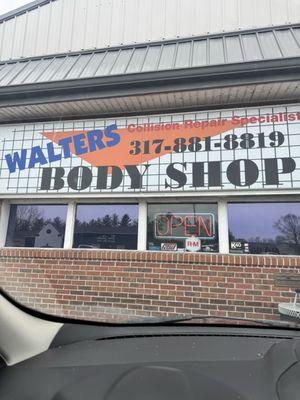 WALTERS
Collision Repair Specialist
317-881-8819
BODY SHOP
OPEN